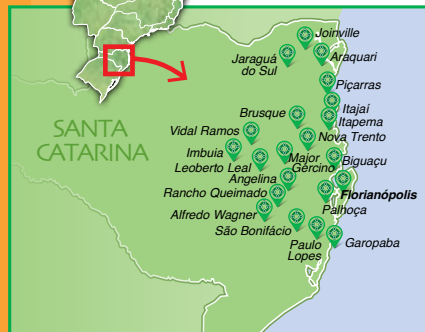 Joinville
Araquari
Jaraguá
do Sul
Piçarras
Itajaí
Itapema
Brusque
Vidal Ramos
Nova Trento
SANTA
CATARINA
Imbuia
Major
Gercino
Biguaçu
Leoberto Leal
Angelina
Rancho Queimado
Florianópolis
Palhoça
Alfredo Wagner
São Bonifácio
Paulo
Lopes
Garopaba